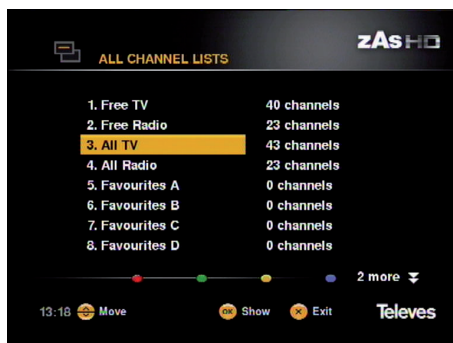 zAs HD
ALL CHANNEL LISTS
1. Free TV 40 channels
2. Free Radio 23 channels
3. All TV 43 channels
4. All Radio 23 channels
5. Favourites A 0 channels
6. Favourites B 0 channels
7. Favourites C 0 channels
8. Favourites D 0 channels
2 more
13:18 Move OK Show Exit Televes